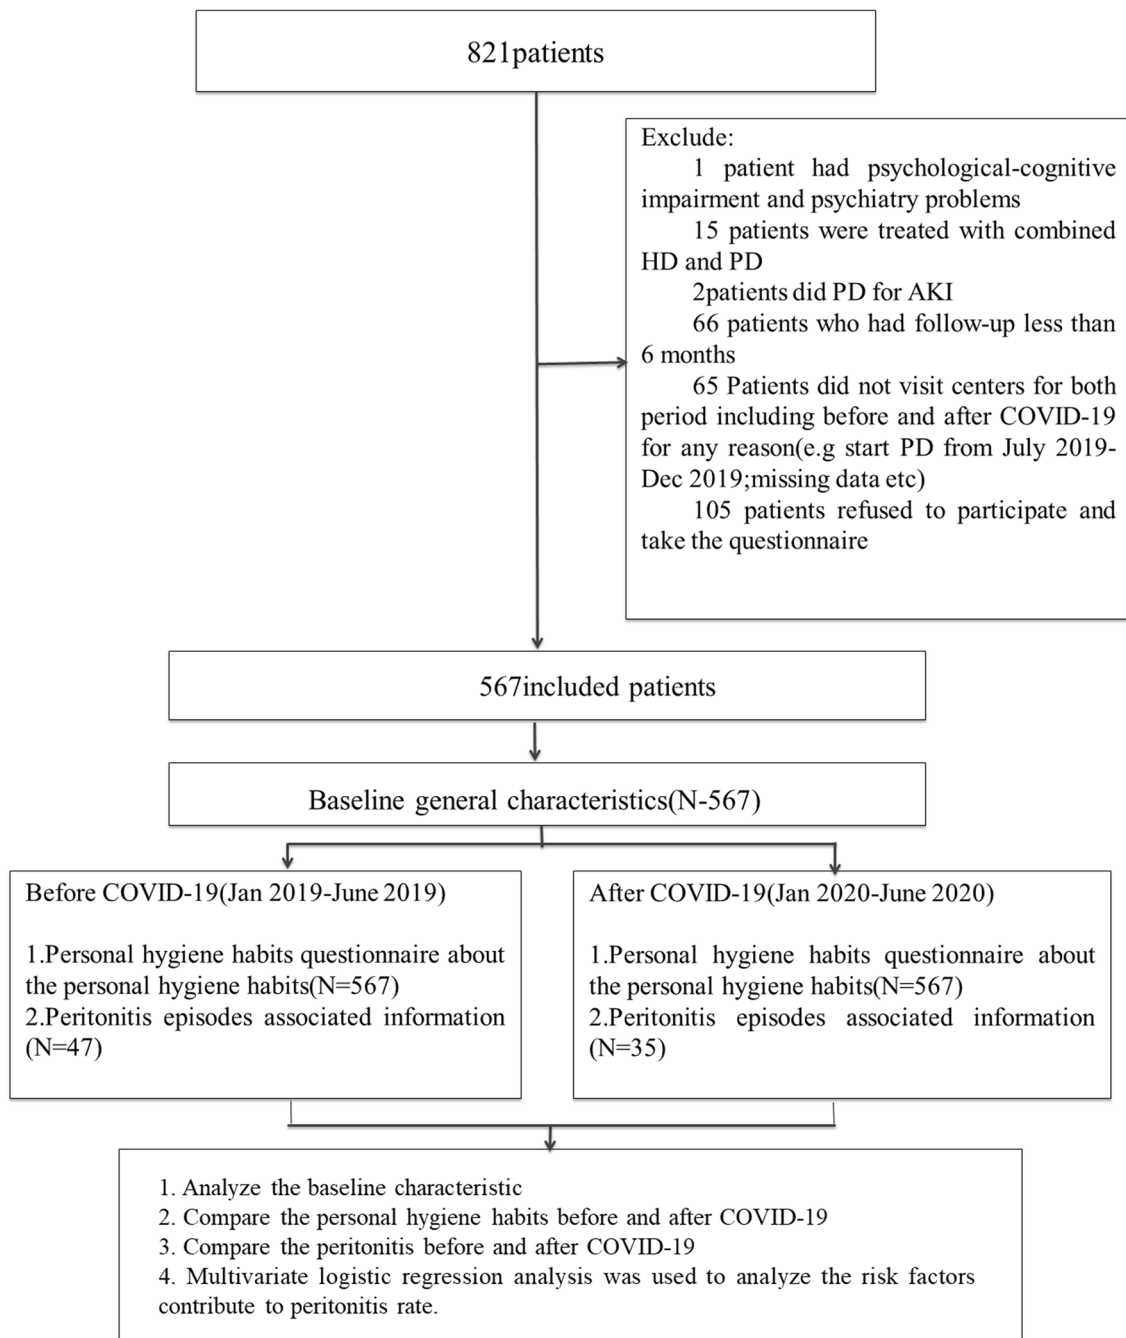 821patients
Exclude:
1 patient had psychological-cognitive
impairment and psychiatry problems
15 patients were treated with combined
HD and PD
2patients did PD for AKI
66 patients who had follow-up less than
6 months
65 Patients did not visit centers for both
period including before and after COVID-19
for any reason(e.g start PD from July 2019-
Dec 2019;missing data etc)
105 patients refused to participate and
take the questionnaire
567included patients
Baseline general characteristics(N-567)
Before COVID-19(Jan 2019-June 2019)
1.Personal hygiene habits questionnaire about
the personal hygiene habits(N=567)
2.Peritonitis episodes associated information
(N=47)
After COVID-19(Jan 2020-June 2020)
1.Personal hygiene habits questionnaire about
the personal hygiene habits(N=567)
2.Peritonitis episodes associated information
(N=35)
1. Analyze the baseline characteristic
2. Compare the personal hygiene habits before and after COVID-19
3. Compare the peritonitis before and after COVID-19
4. Multivariate logistic regression analysis was used to analyze the risk factors
contribute to peritonitis rate.